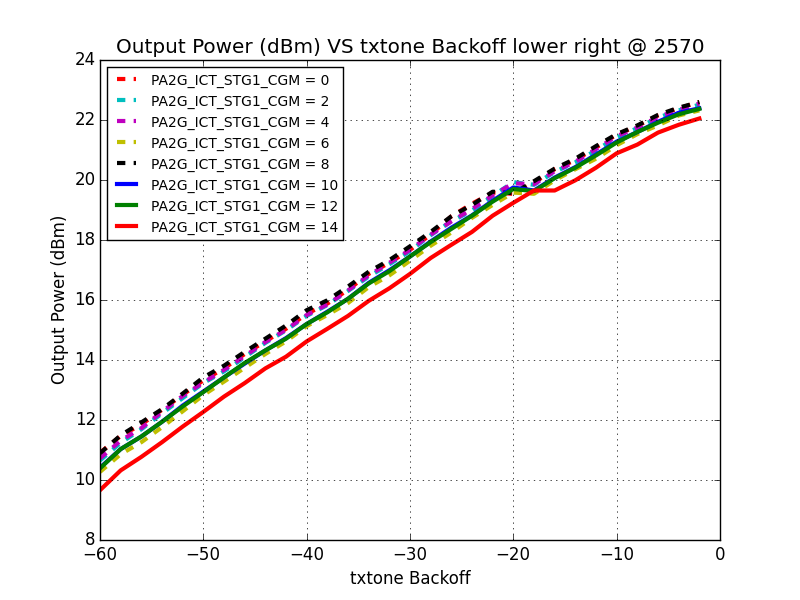 Output Power (dBm) VS txtone Backoff lower right @ 2570
24
22
20
18
16
14
12
10
8
Output Power (dBm)
PA2G_ICT_STG1_CGM = 0
PA2G_ICT_STG1_CGM = 2
PA2G_ICT_STG1_CGM = 4
PA2G_ICT_STG1_CGM = 6
PA2G_ICT_STG1_CGM = 8
PA2G_ICT_STG1_CGM = 10
PA2G_ICT_STG1_CGM = 12
PA2G_ICT_STG1_CGM = 14
−60 −50 −40 −30 −20 −10 0
txtone Backoff